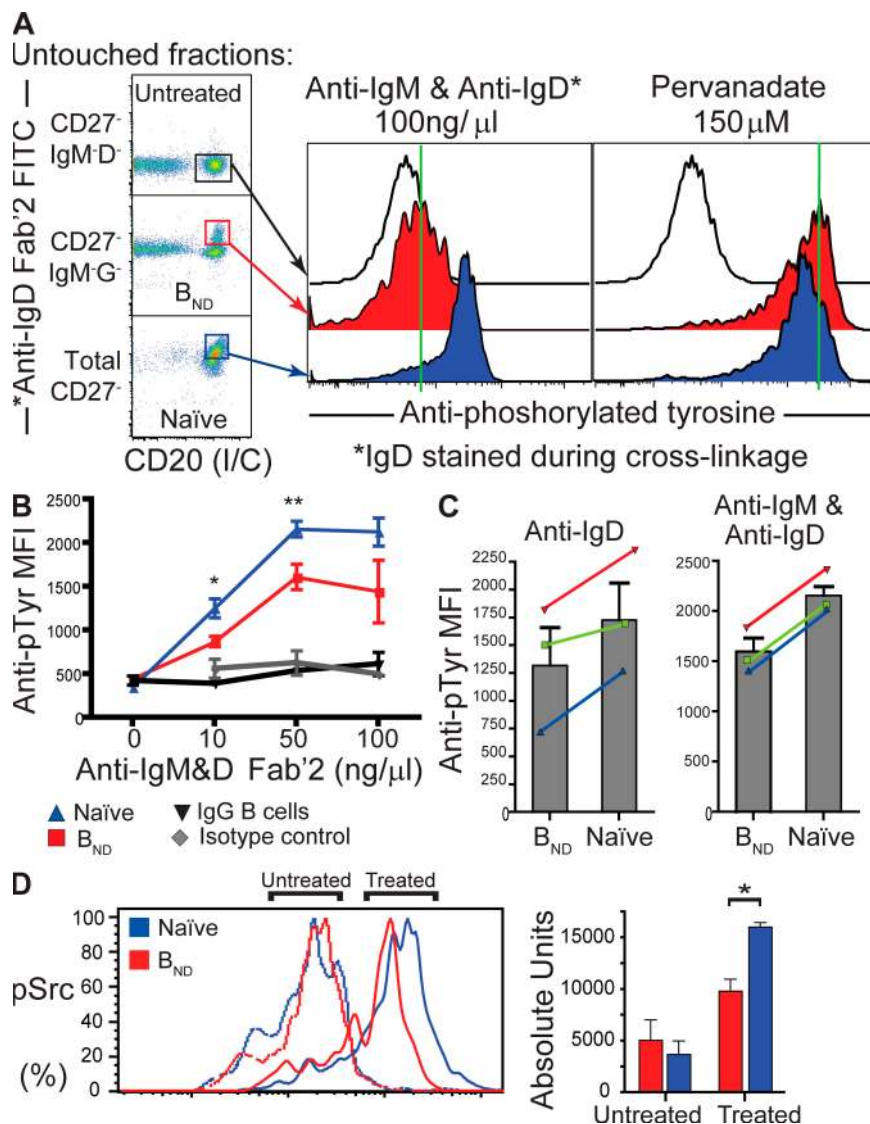 A
Untouched fractions:
— *Anti-IgD Fab'2 FITC —
Untreated
CD27-
IgM-D-
CD27-
IgM-G-
BND
Total
CD27-
Naïve
CD20 (I/C)
Anti-IgM & Anti-IgD*
100ng/ μl
Pervanadate
150 μM
Anti-phoshorylated tyrosine
*IgD stained during cross-linkage
B
Anti-pTyr MFI
2500
2000
1500
1000
500
0
*
**
0 10 50 100
Anti-IgM&D Fab'2 (ng/μl)
Naïve
BND
IgG B cells
Isotype control
C
Anti-pTyr MFI
Anti-IgD
2250
2000
1750
1500
1250
1000
750
500
250
0
BND Naïve
Anti-IgM &
Anti-IgD
2500
2000
1500
1000
500
0
BND Naïve
D
Untreated Treated
pSrc
(%)
100
80
60
40
20
0
Naïve
BND
Absolute Units
15000
10000
5000
0
*
Untreated Treated